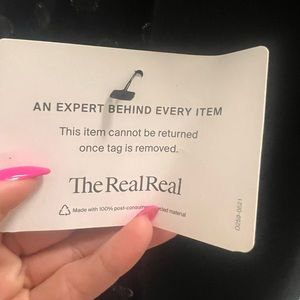 AN EXPERT BEHIND EVERY ITEM
This item cannot be returned
once tag is removed.
The RealReal
Made with 100% post-consumer recycled material